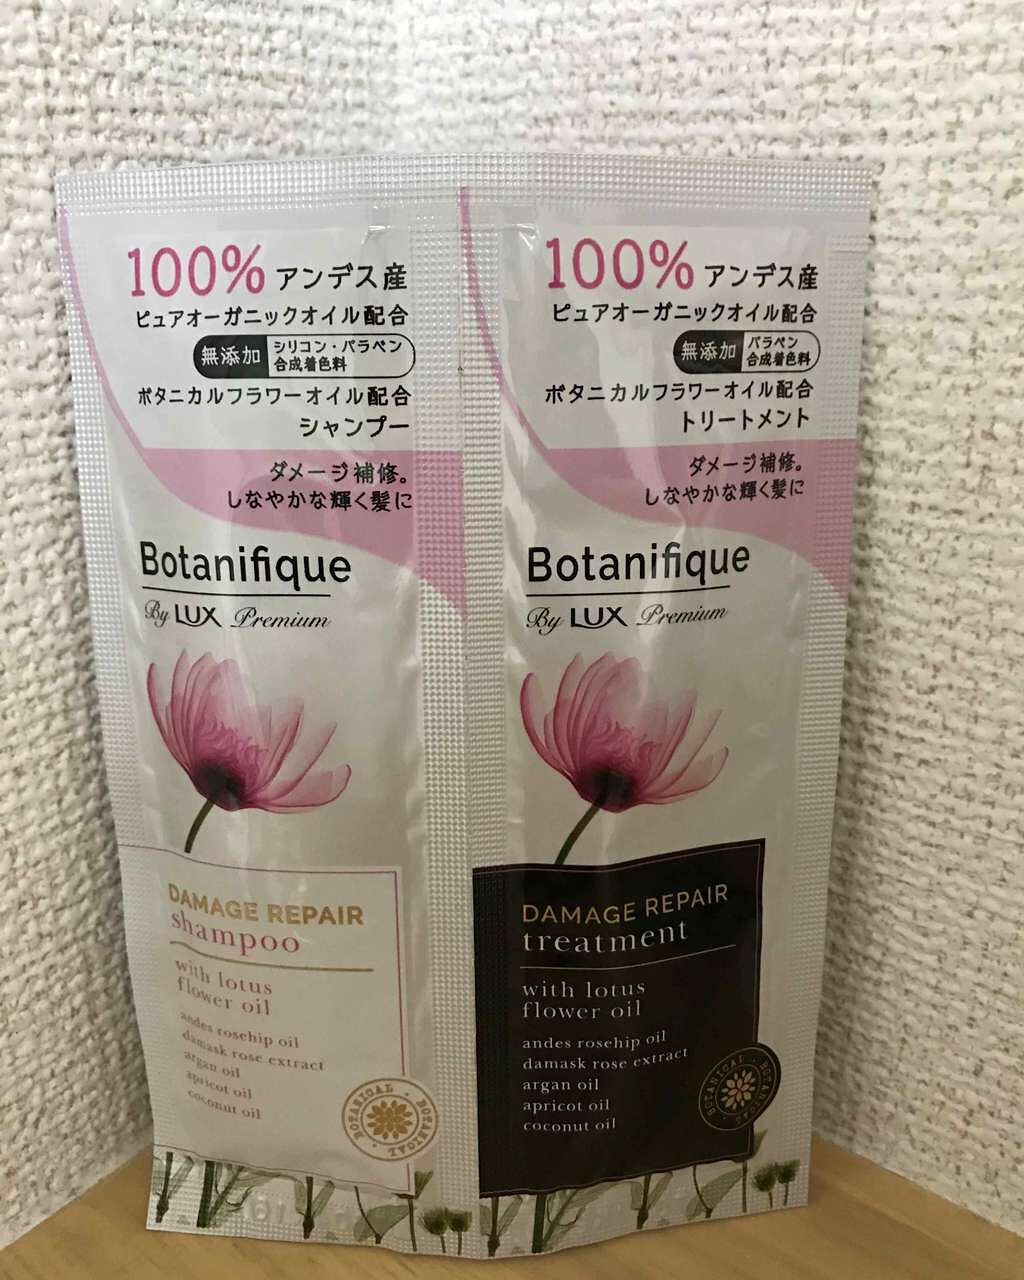 100% アンデス産
ピュアオーガニックオイル配合
無添加 シリコン・パラベン
合成着色料
ボタニカルフラワーオイル配合
シャンプー
ダメージ補修。
しなやかな輝く髪に
Botanifique
By LUX Premium
DAMAGE REPAIR
shampoo
with lotus
flower oil
andes rosehip oil
damask rose extract
argan oil
apricot oil
coconut oil
BOTANICAL · BOTANICAL ·
100% アンデス産
ピュアオーガニックオイル配合
無添加 パラベン
合成着色料
ボタニカルフラワーオイル配合
トリートメント
ダメージ補修。
しなやかな輝く髪に
Botanifique
By LUX Premium
DAMAGE REPAIR
treatment
with lotus
flower oil
andes rosehip oil
damask rose extract
argan oil
apricot oil
coconut oil
BOTANICAL · BOTANICAL ·